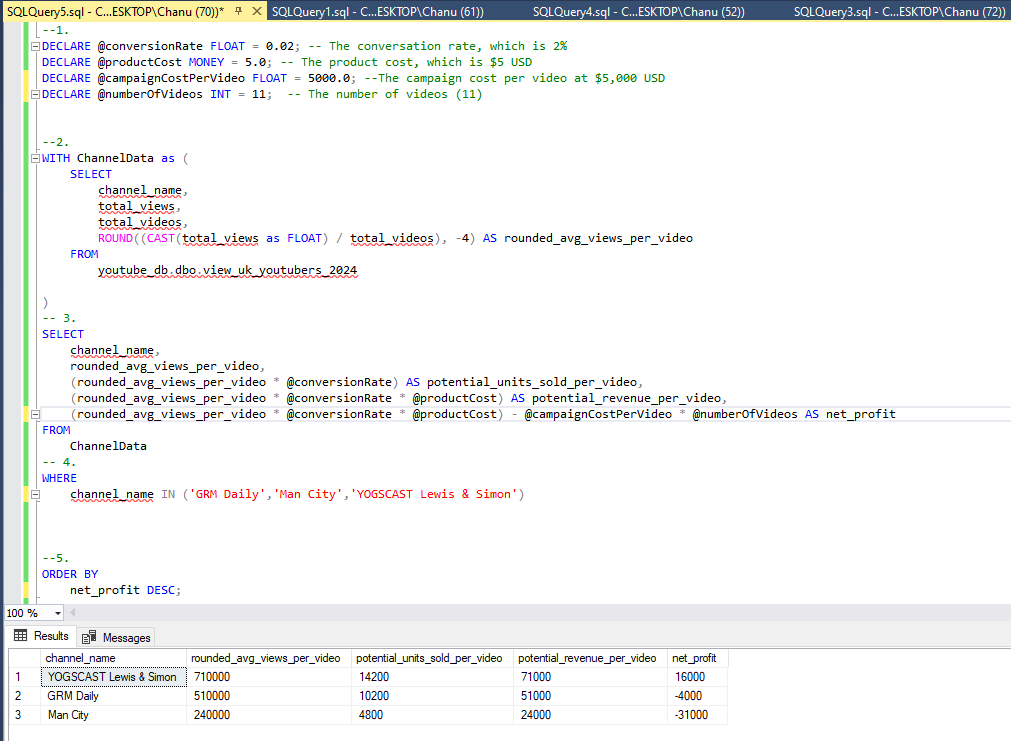 SQLQuery5.sql - C...ESKTOP\Chanu (70))* SQLQuery1.sql - C...ESKTOP\Chanu (61)) SQLQuery4.sql - C...ESKTOP\Chanu (52)) SQLQuery3.sql - C...ESKTOP\Chanu (72))
--1.
DECLARE @conversionRate FLOAT = 0.02; -- The conversation rate, which is 2%
DECLARE @productCost MONEY = 5.0; -- The product cost, which is $5 USD
DECLARE @campaignCostPerVideo FLOAT = 5000.0; --The campaign cost per video at $5,000 USD
DECLARE @numberOfVideos INT = 11;  -- The number of videos (11)
--2.
WITH ChannelData as (
SELECT
channel_name,
total_views,
total_videos,
ROUND((CAST(total_views as FLOAT) / total_videos), -4) AS rounded_avg_views_per_video
FROM
youtube_db.dbo.view_uk_youtubers_2024
)
-- 3.
SELECT
channel_name,
rounded_avg_views_per_video,
(rounded_avg_views_per_video * @conversionRate) AS potential_units_sold_per_video,
(rounded_avg_views_per_video * @conversionRate * @productCost) AS potential_revenue_per_video,
(rounded_avg_views_per_video * @conversionRate * @productCost) - @campaignCostPerVideo * @numberOfVideos AS net_profit
FROM
ChannelData
-- 4.
WHERE
channel_name IN ('GRM Daily','Man City','YOGSCAST Lewis & Simon')
--5.
ORDER BY
net_profit DESC;
100 %
Results Messages
channel_name rounded_avg_views_per_video potential_units_sold_per_video potential_revenue_per_video net_profit
1 YOGSCAST Lewis & Simon 710000 14200 71000 16000
2 GRM Daily 510000 10200 51000 -4000
3 Man City 240000 4800 24000 -31000